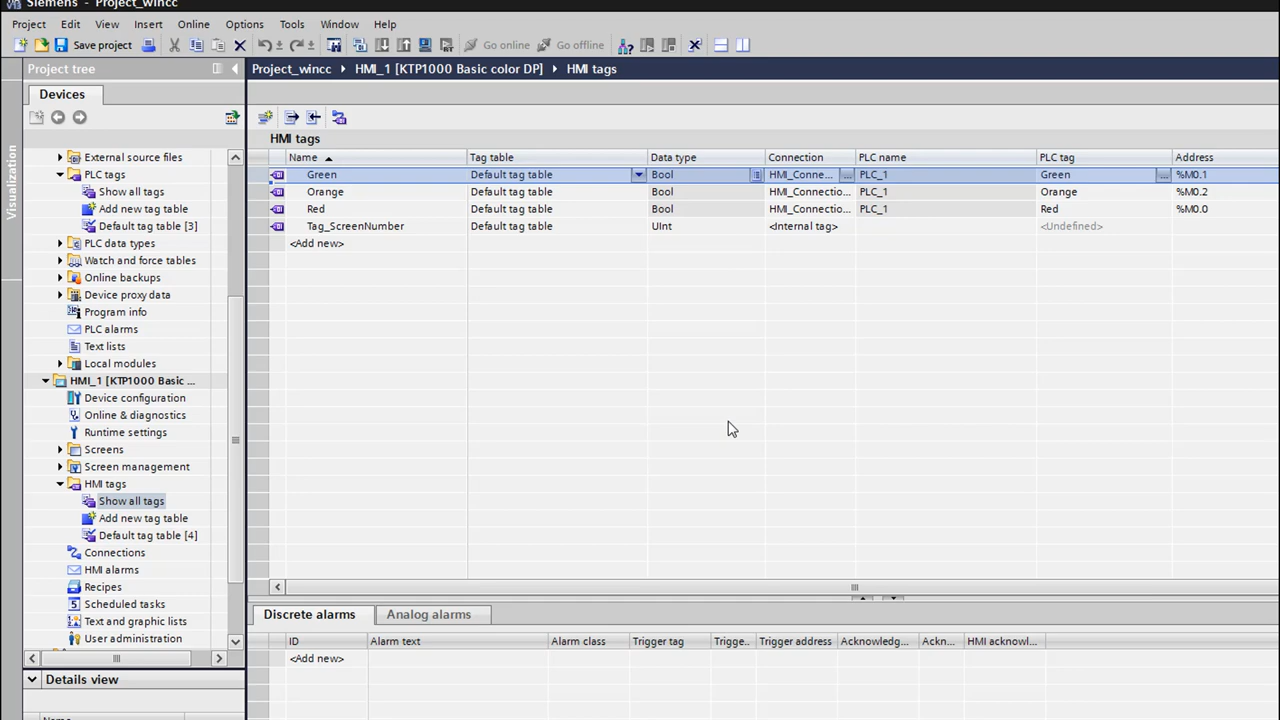 Siemens - Project_wincc
Project Edit View Insert Online Options Tools Window Help
Save project Go online Go offline
Project tree
Project_wincc HMI_1 [KTP1000 Basic color DP] HMI tags
Devices
Visualization
External source files
PLC tags
Show all tags
Add new tag table
Default tag table [3]
PLC data types
Watch and force tables
Online backups
Device proxy data
Program info
PLC alarms
Text lists
Local modules
HMI_1 [KTP1000 Basic ...
Device configuration
Online & diagnostics
Runtime settings
Screens
Screen management
HMI tags
Show all tags
Add new tag table
Default tag table [4]
Connections
HMI alarms
Recipes
Scheduled tasks
Text and graphic lists
User administration
Details view
Name
HMI tags
Name Tag table Data type Connection PLC name PLC tag Address
Green Default tag table Bool HMI_Conne... ... PLC_1 Green ... %M0.1
Orange Default tag table Bool HMI_Connectio... PLC_1 Orange %M0.2
Red Default tag table Bool HMI_Connectio... PLC_1 Red %M0.0
Tag_ScreenNumber Default tag table UInt <Internal tag> <Undefined>
<Add new>
Discrete alarms Analog alarms
ID Alarm text Alarm class Trigger tag Trigge.. Trigger address Acknowledg... Ackn... HMI acknowl...
<Add new>